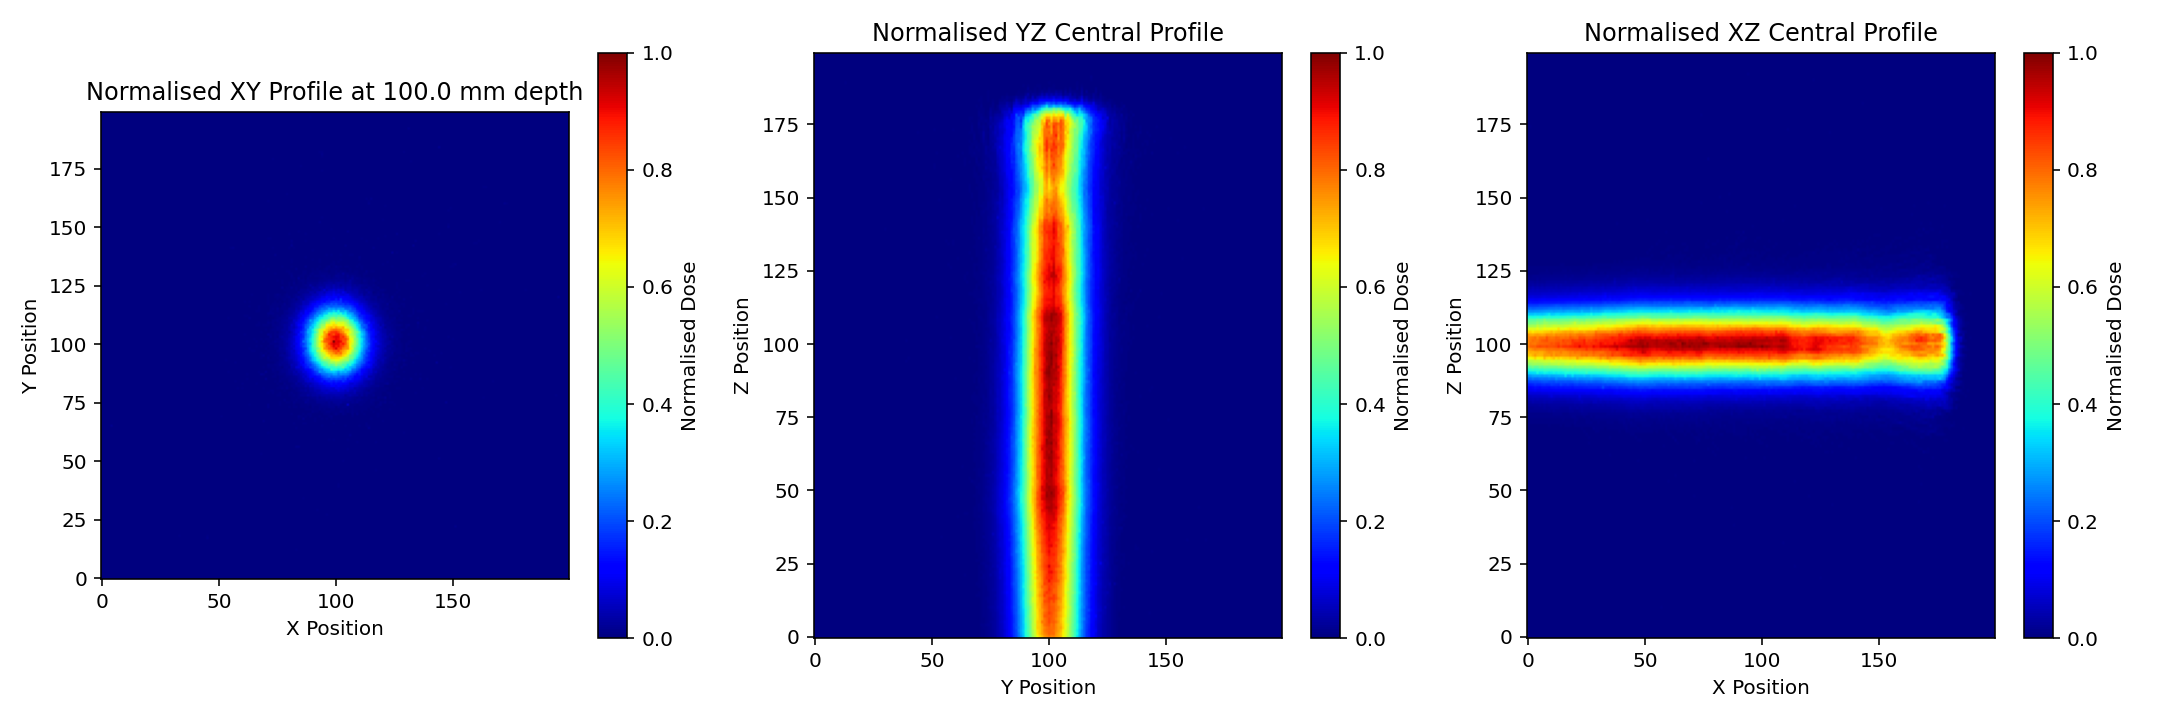 Normalised XY Profile at 100.0 mm depth
175
150
125
100
75
50
25
0
0 50 100 150
X Position
Y Position
1.0
0.8
0.6
0.4
0.2
0.0
Normalised Dose
Normalised YZ Central Profile
175
150
125
100
75
50
25
0
0 50 100 150
Y Position
Z Position
1.0
0.8
0.6
0.4
0.2
0.0
Normalised Dose
Normalised XZ Central Profile
175
150
125
100
75
50
25
0
0 50 100 150
X Position
Z Position
1.0
0.8
0.6
0.4
0.2
0.0
Normalised Dose